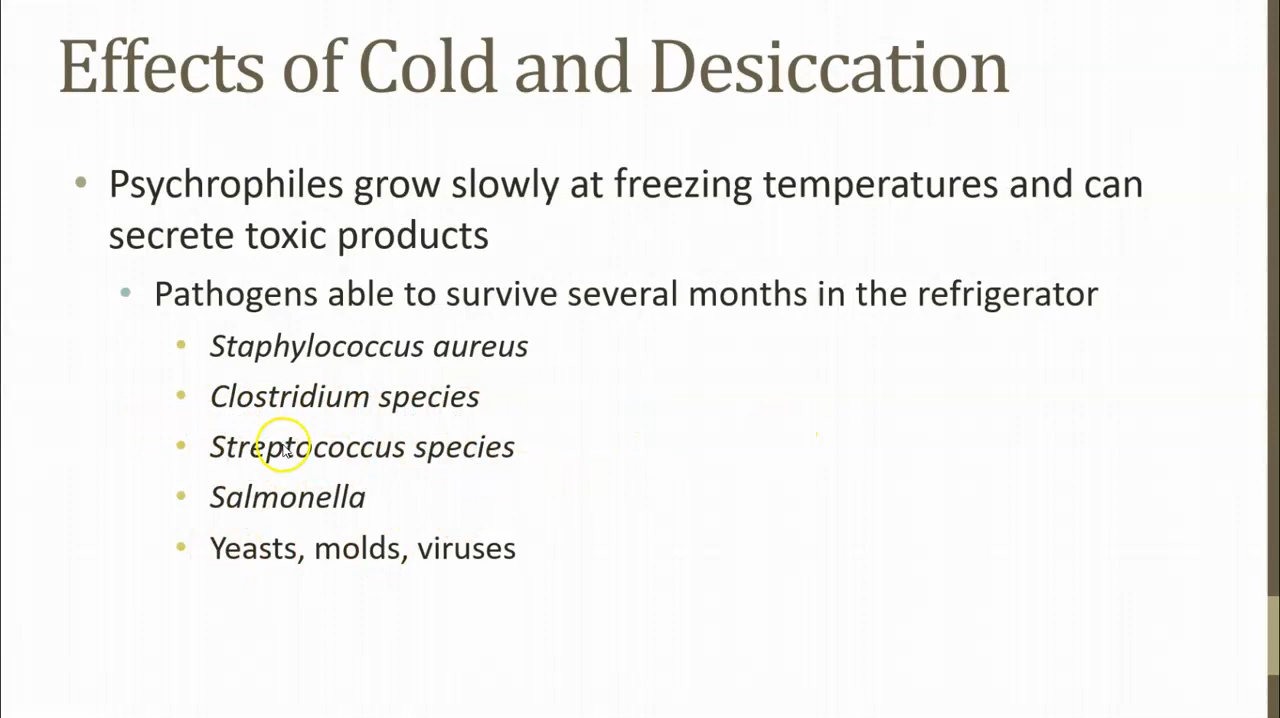 Effects of Cold and Desiccation
• Psychrophiles grow slowly at freezing temperatures and can
secrete toxic products
• Pathogens able to survive several months in the refrigerator
• Staphylococcus aureus
• Clostridium species
• Streptococcus species
• Salmonella
• Yeasts, molds, viruses